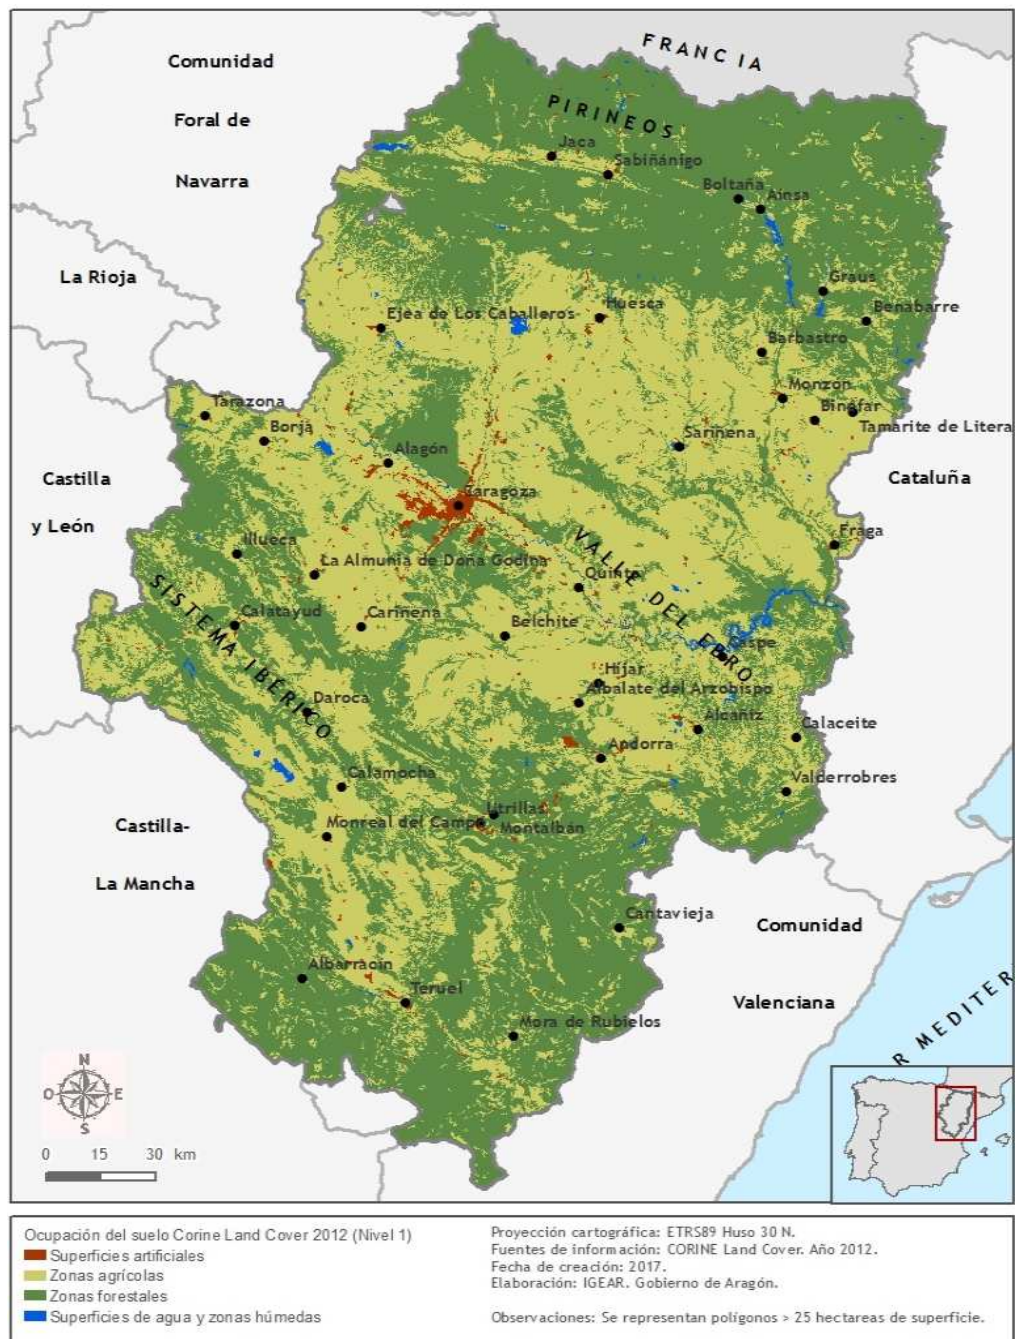 FRANCIA
Comunidad
Foral de
Navarra
PIRINEOS
Jaca
Sabiñánigo
Boltaña
Aínsa
La Rioja
Graus
Benabarre
Ejea de Los Caballeros
Huesca
Barbastro
Monzón
Binéfar
Tamarite de Litera
Tarazona
Borja
Alagón
Sariñena
Castilla
y León
Cataluña
Zaragoza
Fraga
Illueca
La Almunia de Doña Godina
VALLE DEL EBRO
Quinto
SISTEMA IBÉRICO
Calatayud
Cariñena
Belchite
Caspe
Híjar
Albalate del Arzobispo
Daroca
Alcañiz
Calaceite
Andorra
Calamocha
Valderrobres
Utrillas
Monreal del Campo
Montalbán
Castilla-
La Mancha
Cantavieja
Comunidad
Valenciana
Albarracín
Teruel
Mora de Rubielos
R MEDITER
N
O E
S
0 15 30 km
Ocupación del suelo Corine Land Cover 2012 (Nivel 1)
Superficies artificiales
Zonas agrícolas
Zonas forestales
Superficies de agua y zonas húmedas
Proyección cartográfica: ETRS89 Huso 30 N.
Fuentes de información: CORINE Land Cover. Año 2012.
Fecha de creación: 2017.
Elaboración: IGEAR. Gobierno de Aragón.
Observaciones: Se representan polígonos > 25 hectareas de superficie.